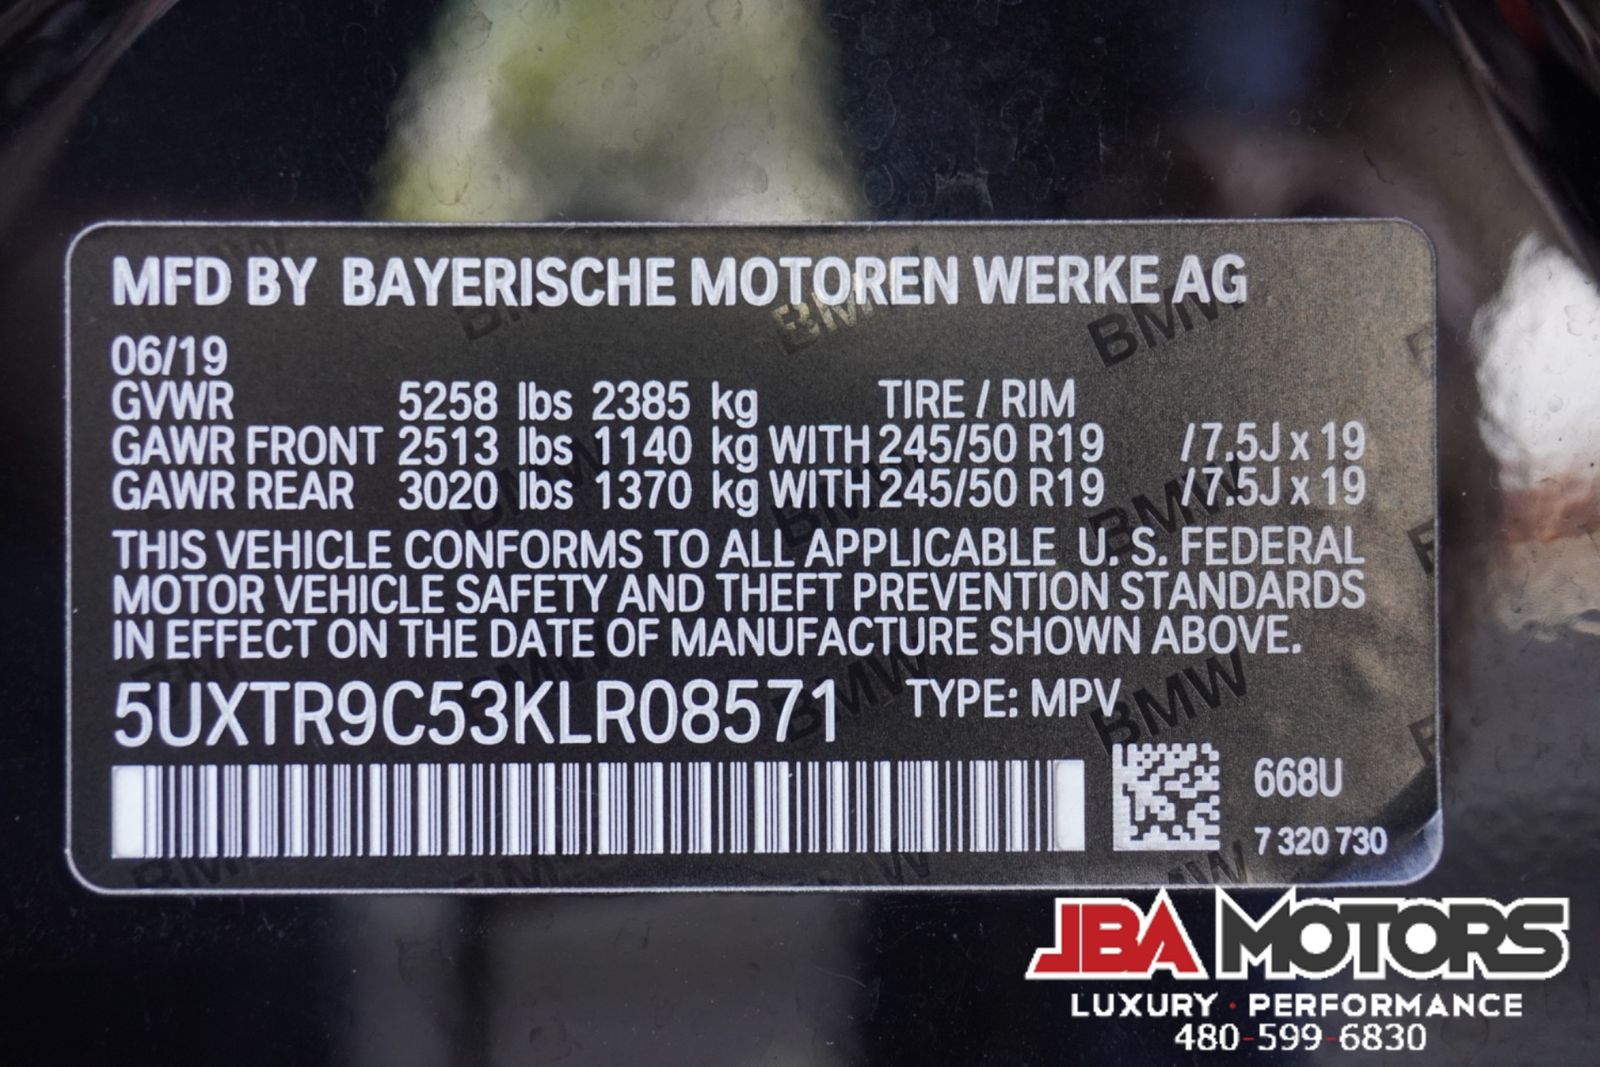 MFD BY BAYERISCHE MOTOREN WERKE AG
06/19
GVWR 5258 lbs 2385 kg TIRE / RIM
GAWR FRONT 2513 lbs 1140 kg WITH 245/50 R19 /7.5J x 19
GAWR REAR 3020 lbs 1370 kg WITH 245/50 R19 /7.5J x 19
THIS VEHICLE CONFORMS TO ALL APPLICABLE U. S. FEDERAL
MOTOR VEHICLE SAFETY AND THEFT PREVENTION STANDARDS
IN EFFECT ON THE DATE OF MANUFACTURE SHOWN ABOVE.
5UXTR9C53KLR08571 TYPE: MPV
668U
7 320 730
JBA MOTORS
LUXURY · PERFORMANCE
480-599-6830